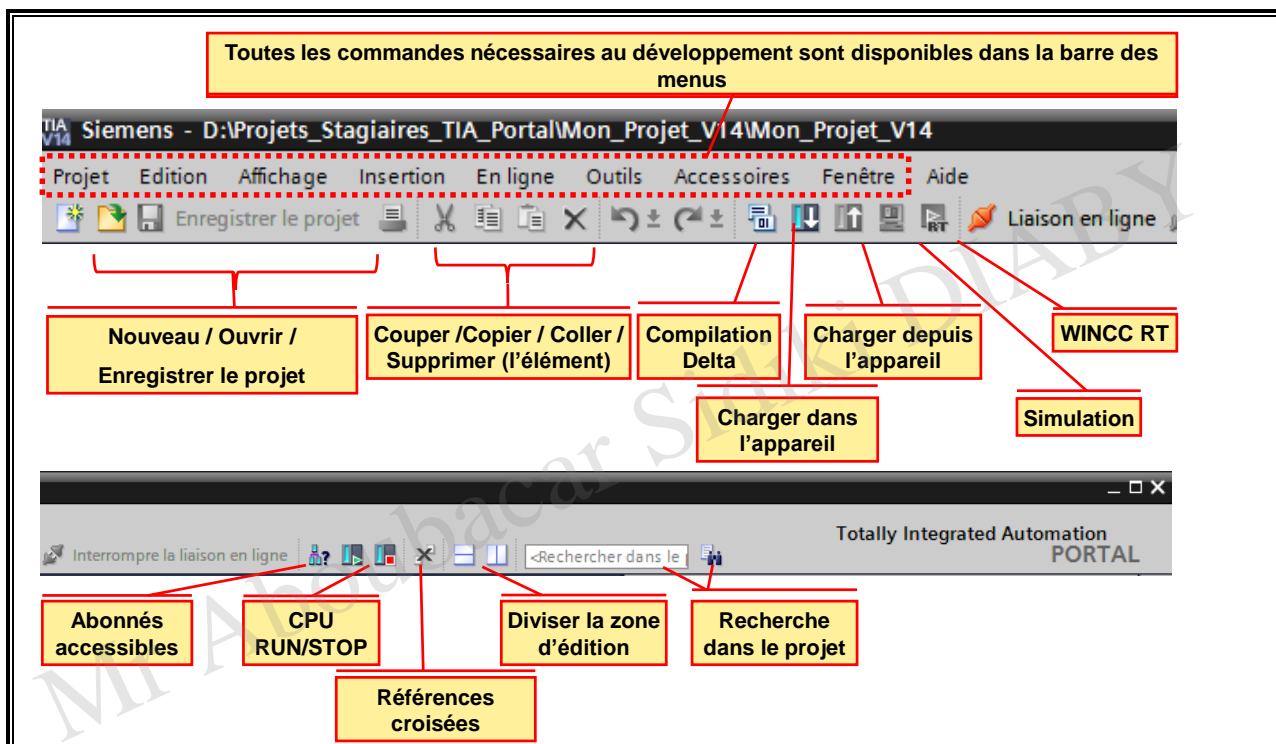 Toutes les commandes nécessaires au développement sont disponibles dans la barre des
menus
TIA V14 Siemens - D:\Projets_Stagiaires_TIA_Portal\Mon_Projet_V14\Mon_Projet_V14
Projet Edition Affichage Insertion En ligne Outils Accessoires Fenêtre Aide
Enregistrer le projet RT Liaison en ligne
Nouveau / Ouvrir /
Enregistrer le projet
Couper /Copier / Coller /
Supprimer (l'élément)
Compilation
Delta
Charger depuis
l'appareil
WINCC RT
Charger dans
l'appareil
Simulation
Totally Integrated Automation
PORTAL
Interrompre la liaison en ligne <Rechercher dans le
Abonnés
accessibles
CPU
RUN/STOP
Diviser la zone
d'édition
Recherche
dans le projet
Références
croisées
Mr Aboubacar Sidiki DIABY